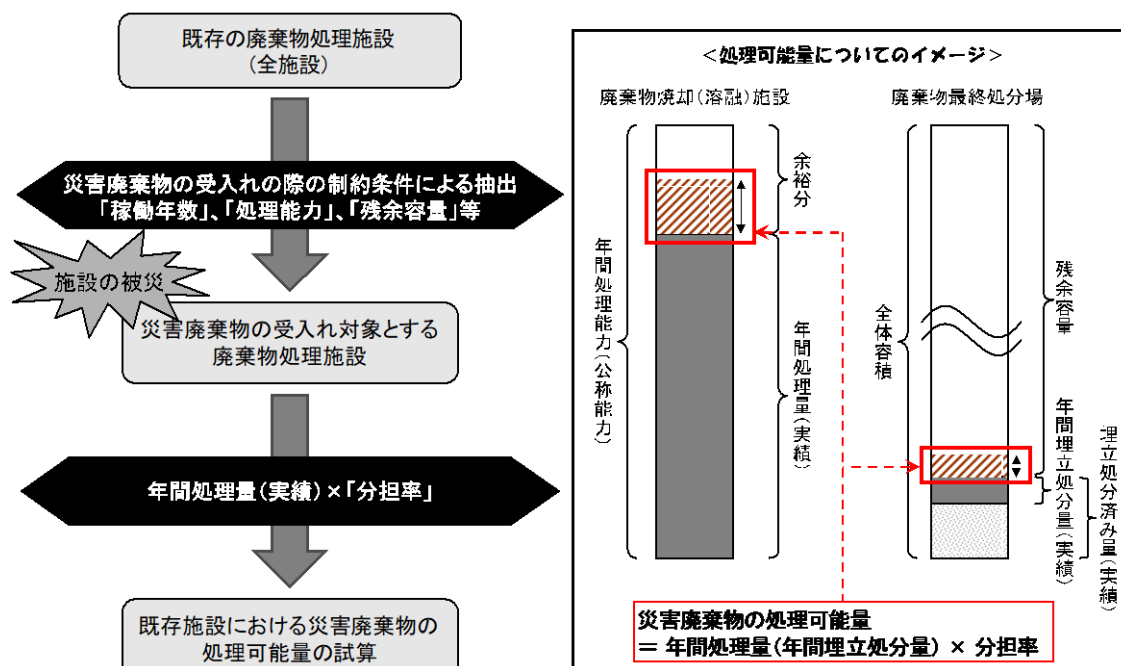 既存の廃棄物処理施設
(全施設)
災害廃棄物の受入れの際の制約条件による抽出
「稼働年数」、「処理能力」、「残余容量」等
施設の被災
災害廃棄物の受入れ対象とする
廃棄物処理施設
年間処理量(実績)×「分担率」
既存施設における災害廃棄物の
処理可能量の試算
＜処理可能量についてのイメージ＞
廃棄物焼却(溶融)施設
廃棄物最終処分場
年間処理能力(公称能力)
余裕分
年間処理量(実績)
全体容積
残余容量
年間埋立処分量(実績)
埋立処分済み量(実績)
災害廃棄物の処理可能量
＝ 年間処理量(年間埋立処分量) × 分担率